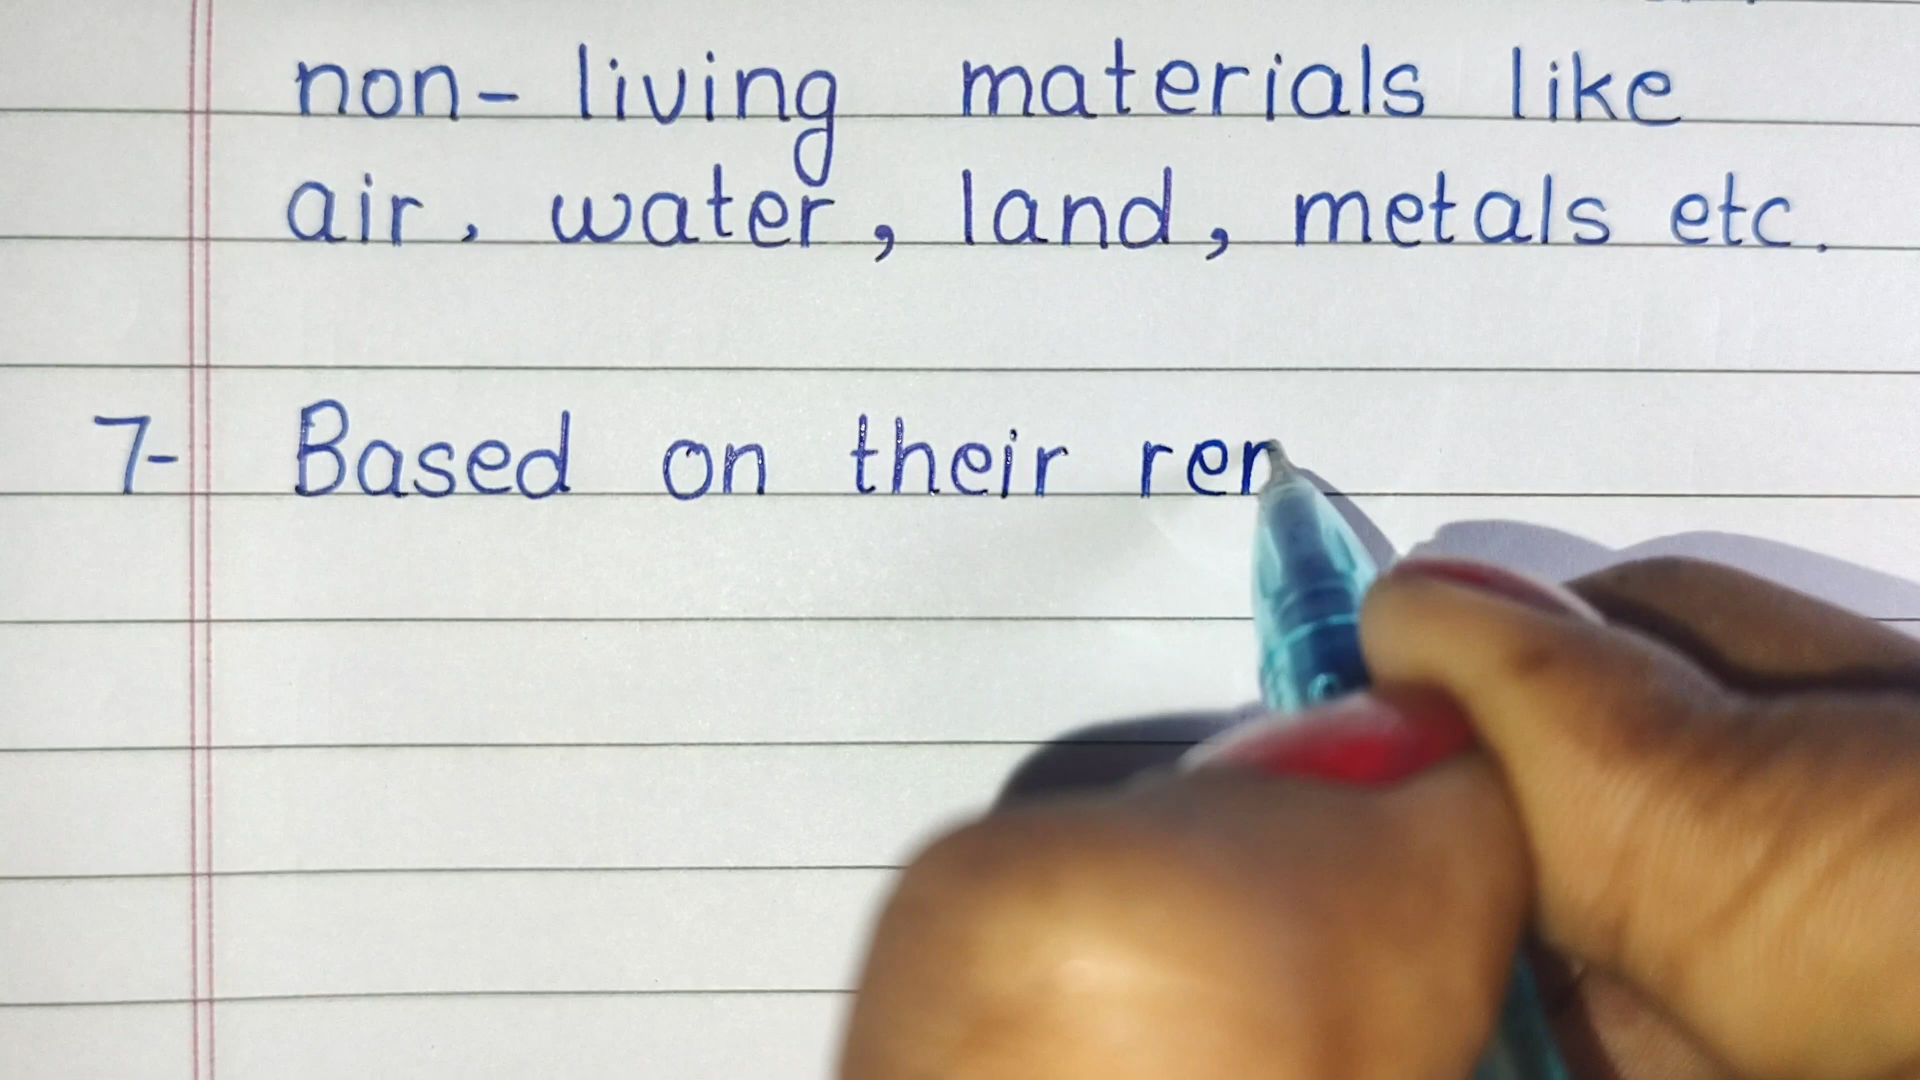 non-living materials like
air, water, land, metals etc.
7- Based on their ren